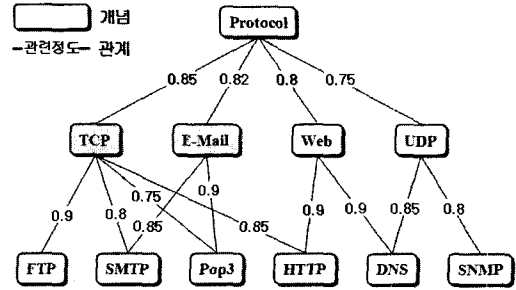 개념
-관련정도- 관계
Protocol
0.85 0.82 0.8 0.75
TCP E-Mail Web UDP
0.9 0.8 0.85 0.75 0.9 0.85 0.9 0.9 0.85 0.8
FTP SMTP Pop3 HTTP DNS SNMP